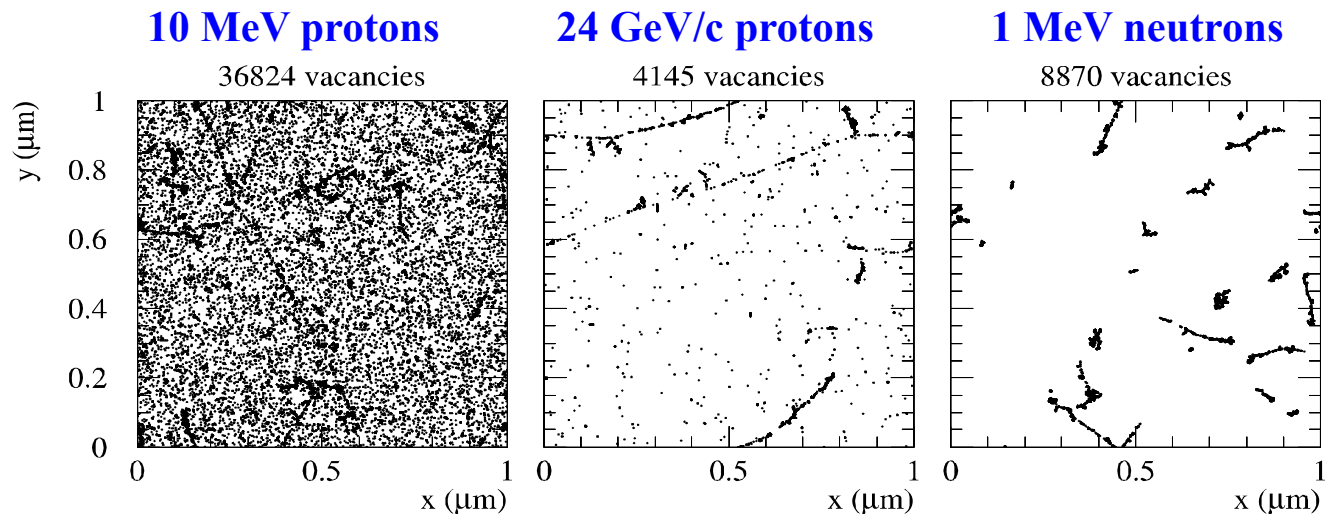 10 MeV protons 24 GeV/c protons 1 MeV neutrons
36824 vacancies 4145 vacancies 8870 vacancies
y (μm)
1
0.8
0.6
0.4
0.2
0
0 0.5 1 0 0.5 1 0 0.5 1
x (μm) x (μm) x (μm)